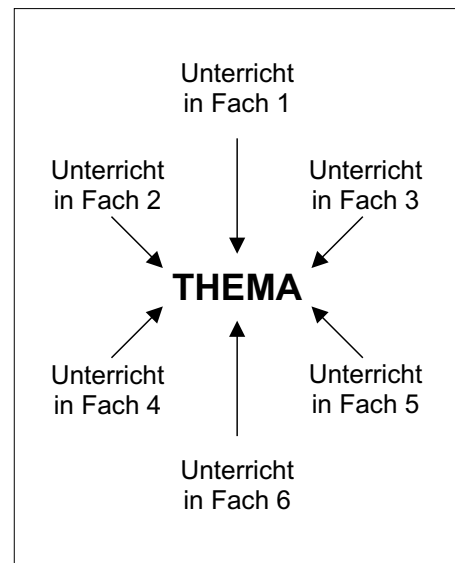 Unterricht
in Fach 1
Unterricht
in Fach 2
Unterricht
in Fach 3
THEMA
Unterricht
in Fach 4
Unterricht
in Fach 5
Unterricht
in Fach 6